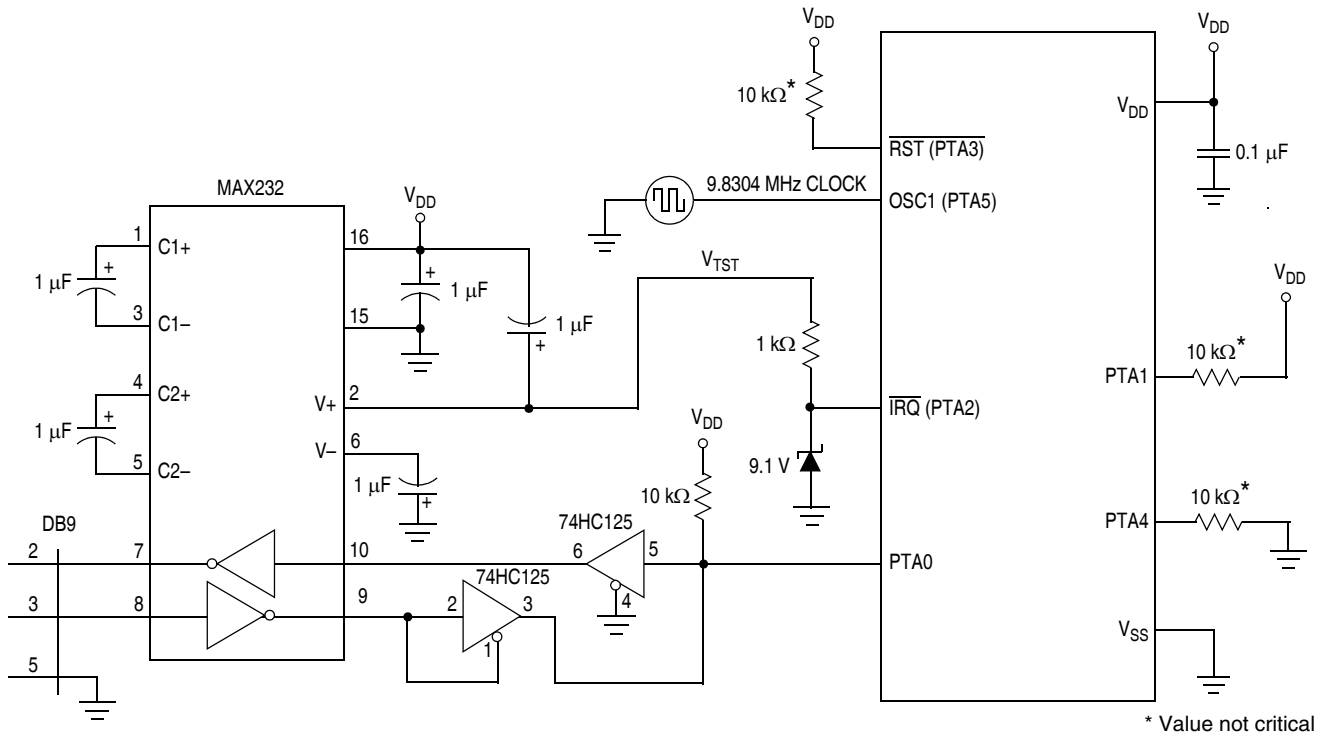 V_DD
10 kΩ*
RST (PTA3)
9.8304 MHz CLOCK
OSC1 (PTA5)
V_DD
V_DD
0.1 µF
MAX232
V_DD
1
C1+
1 µF
+
3
C1–
4
C2+
1 µF
+
5
C2–
16
+
1 µF
15
1 µF
+
V+
2
V–
6
1 µF
+
V_TST
1 kΩ
IRQ (PTA2)
9.1 V
V_DD
10 kΩ
V_DD
10 kΩ*
PTA1
10 kΩ*
PTA4
DB9
2
7
10
74HC125
6
5
4
PTA0
3
8
9
74HC125
2
3
1
5
V_SS
* Value not critical